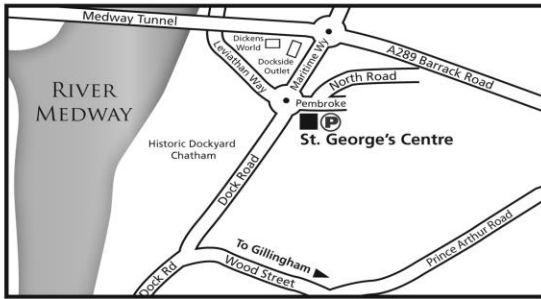 Medway Tunnel
Dickens
World
Dockside
Outlet
Leviathan Way
Maritime Wy
A289 Barrack Road
North Road
Pembroke
P
St. George's Centre
RIVER
MEDWAY
Historic Dockyard
Chatham
Dock Road
To Gillingham
Wood Street
Prince Arthur Road
Dock Rd